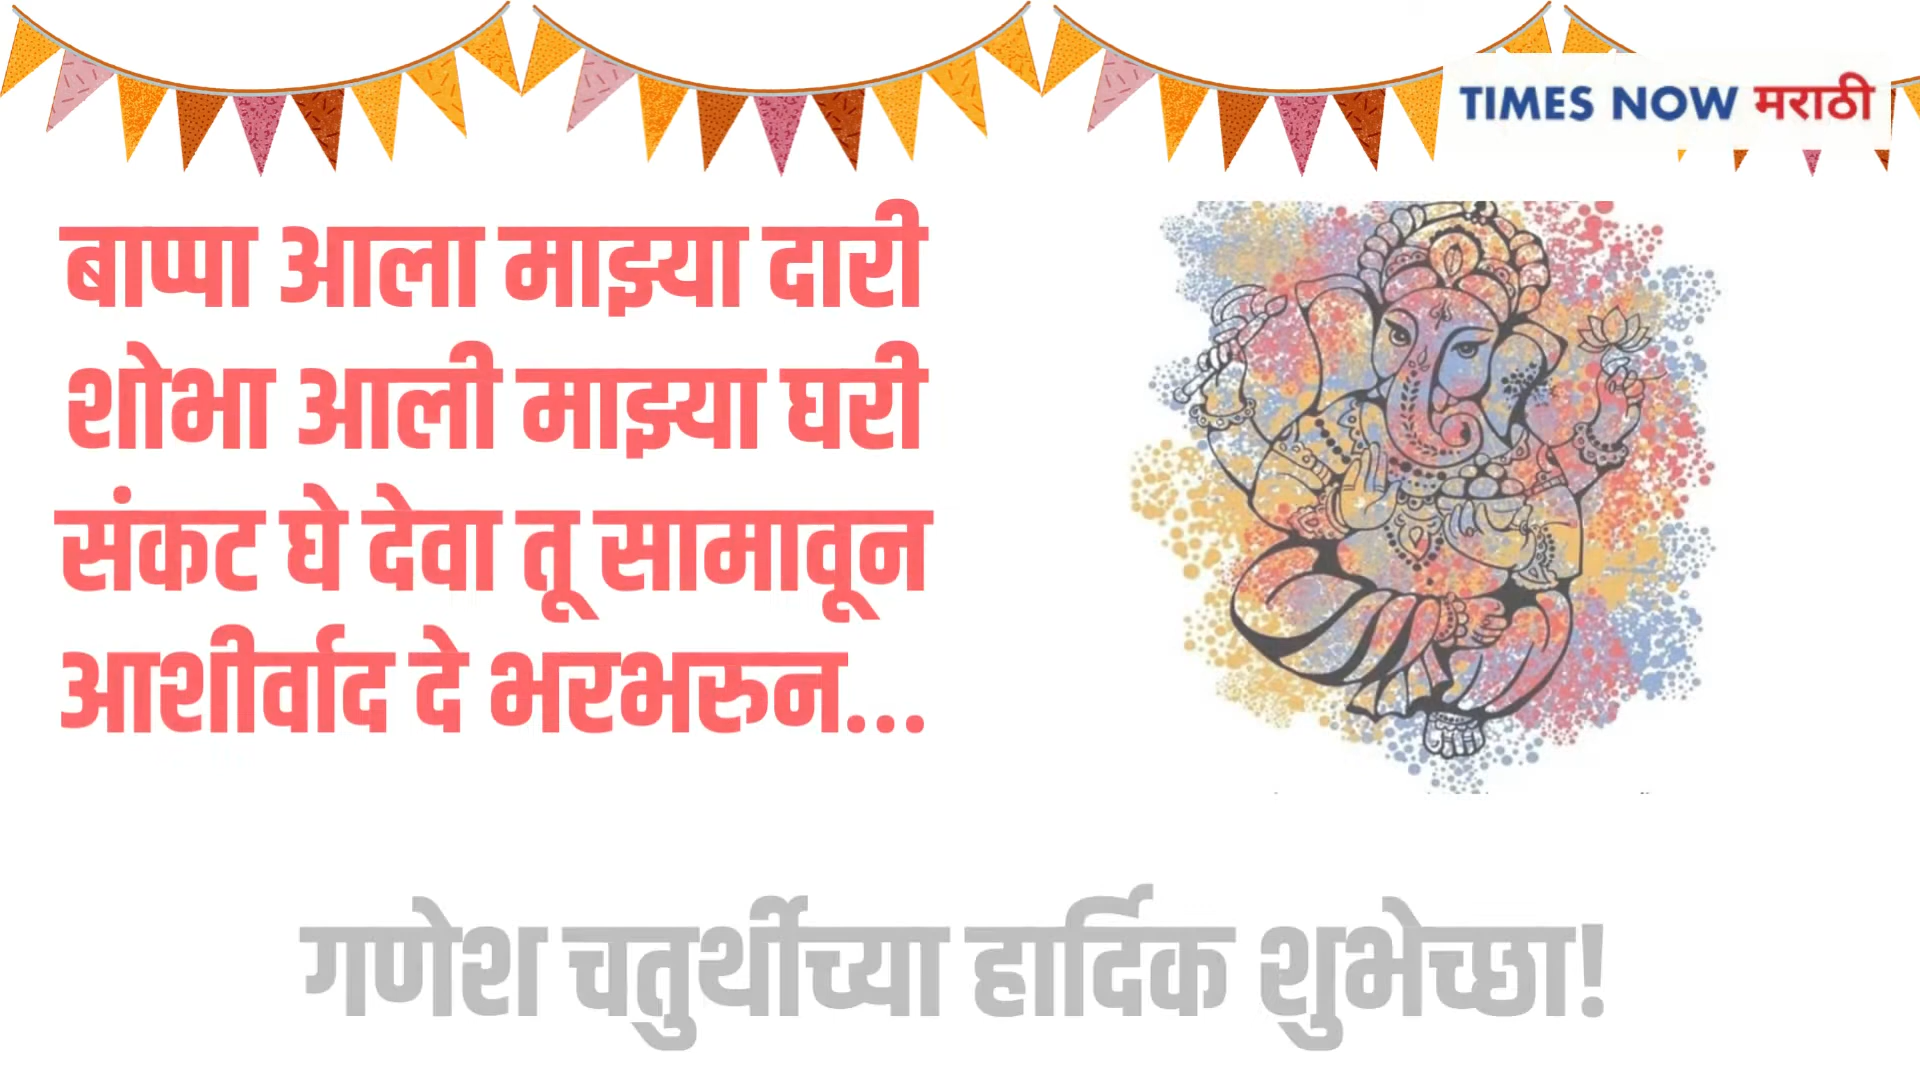 TIMES NOW मराठी
बाप्पा आला माझ्या दारी
शोभा आली माझ्या घरी
संकट घे देवा तू सामावून
आशीर्वाद दे भरभरुन...
गणेश चतुर्थीच्या हार्दिक शुभेच्छा!